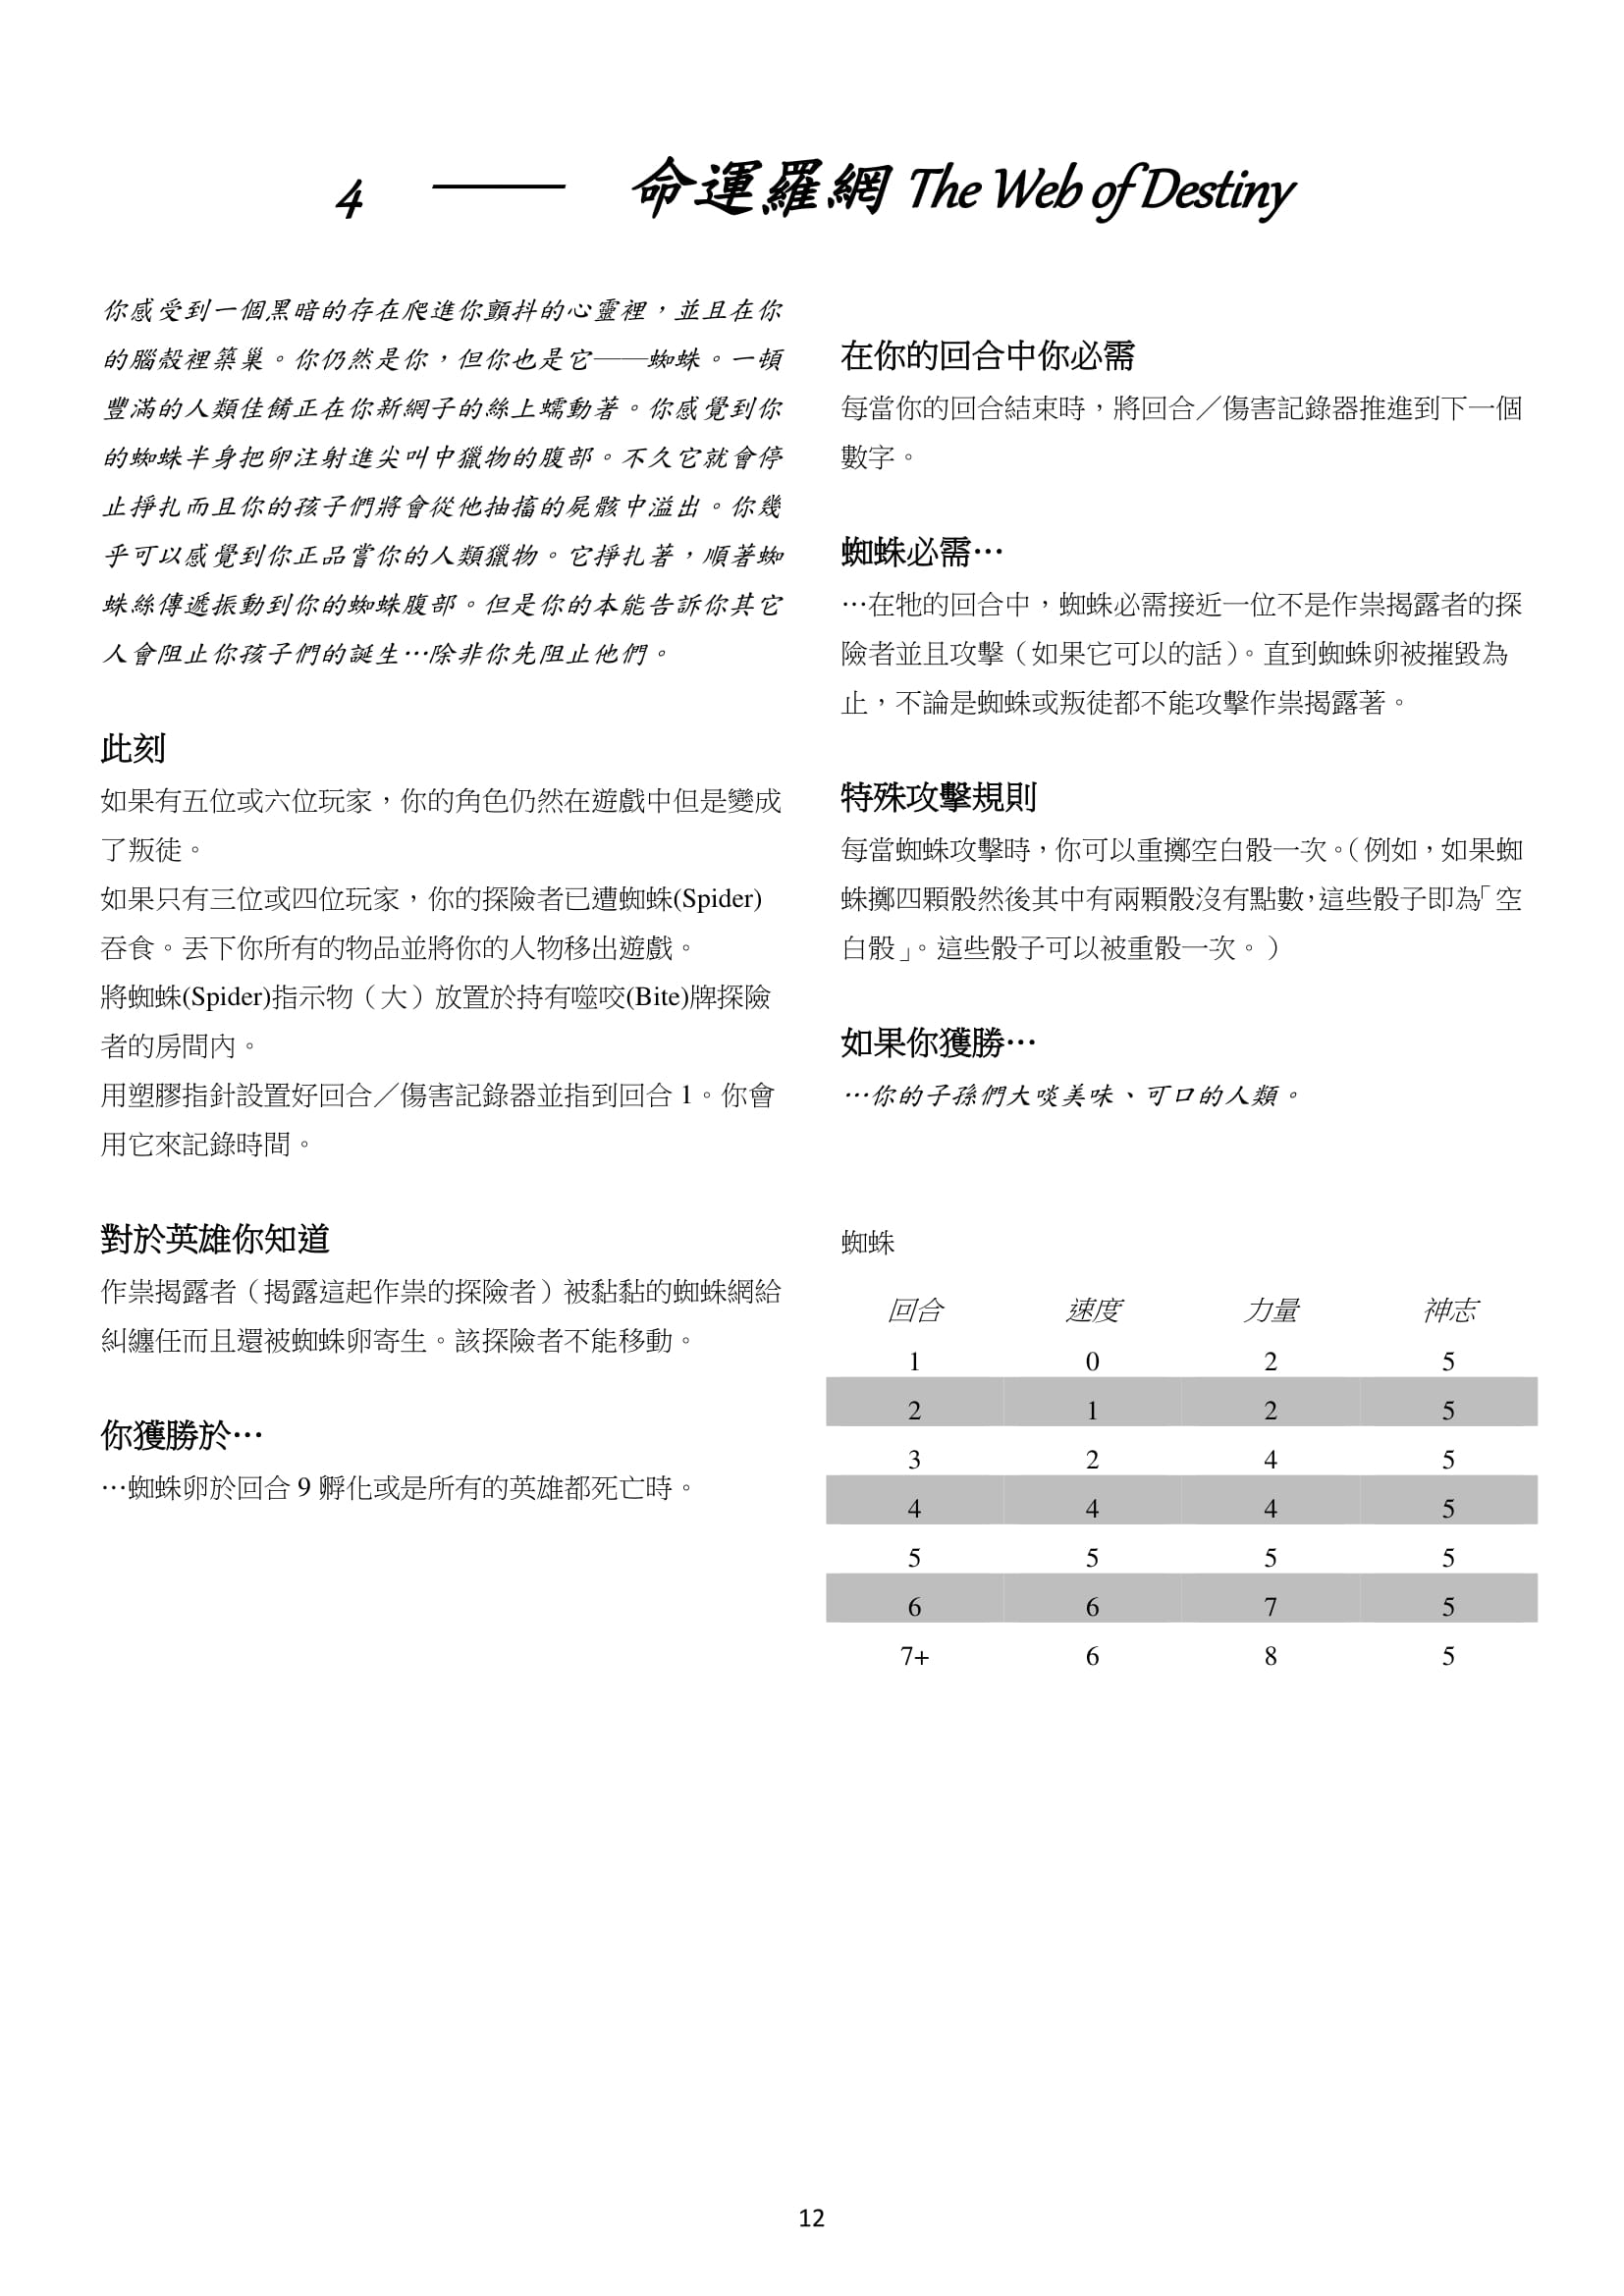 4 —— 命運羅網 The Web of Destiny
你感受到一個黑暗的存在爬進你顫抖的心靈裡，並且在你
的腦殼裡築巢。你仍然是你，但你也是它——蜘蛛。一頓
豐滿的人類佳餚正在你新網子的絲上蠕動著。你感覺到你
的蜘蛛半身把卵注射進尖叫中獵物的腹部。不久它就會停
止掙扎而且你的孩子們將會從他抽搐的屍骸中溢出。你幾
乎可以感覺到你正品嘗你的人類獵物。它掙扎著，順著蜘
蛛絲傳遞振動到你的蜘蛛腹部。但是你的本能告訴你其它
人會阻止你孩子們的誕生…除非你先阻止他們。
此刻
如果有五位或六位玩家，你的角色仍然在遊戲中但是變成
了叛徒。
如果只有三位或四位玩家，你的探險者已遭蜘蛛(Spider)
吞食。丟下你所有的物品並將你的人物移出遊戲。
將蜘蛛(Spider)指示物（大）放置於持有噬咬(Bite)牌探險
者的房間內。
用塑膠指針設置好回合／傷害記錄器並指到回合 1。你會
用它來記錄時間。
對於英雄你知道
作祟揭露者（揭露這起作祟的探險者）被黏黏的蜘蛛網給
糾纏任而且還被蜘蛛卵寄生。該探險者不能移動。
你獲勝於…
…蜘蛛卵於回合 9 孵化或是所有的英雄都死亡時。
在你的回合中你必需
每當你的回合結束時，將回合／傷害記錄器推進到下一個
數字。
蜘蛛必需…
…在牠的回合中，蜘蛛必需接近一位不是作祟揭露者的探
險者並且攻擊（如果它可以的話）。直到蜘蛛卵被摧毀為
止，不論是蜘蛛或叛徒都不能攻擊作祟揭露著。
特殊攻擊規則
每當蜘蛛攻擊時，你可以重擲空白骰一次。（例如，如果蜘
蛛擲四顆骰然後其中有兩顆骰沒有點數，這些骰子即為「空
白骰」。這些骰子可以被重骰一次。）
如果你獲勝…
…你的子孫們大啖美味、可口的人類。
蜘蛛
回合 速度 力量 神志
1 0 2 5
2 1 2 5
3 2 4 5
4 4 4 5
5 5 5 5
6 6 7 5
7+ 6 8 5
12